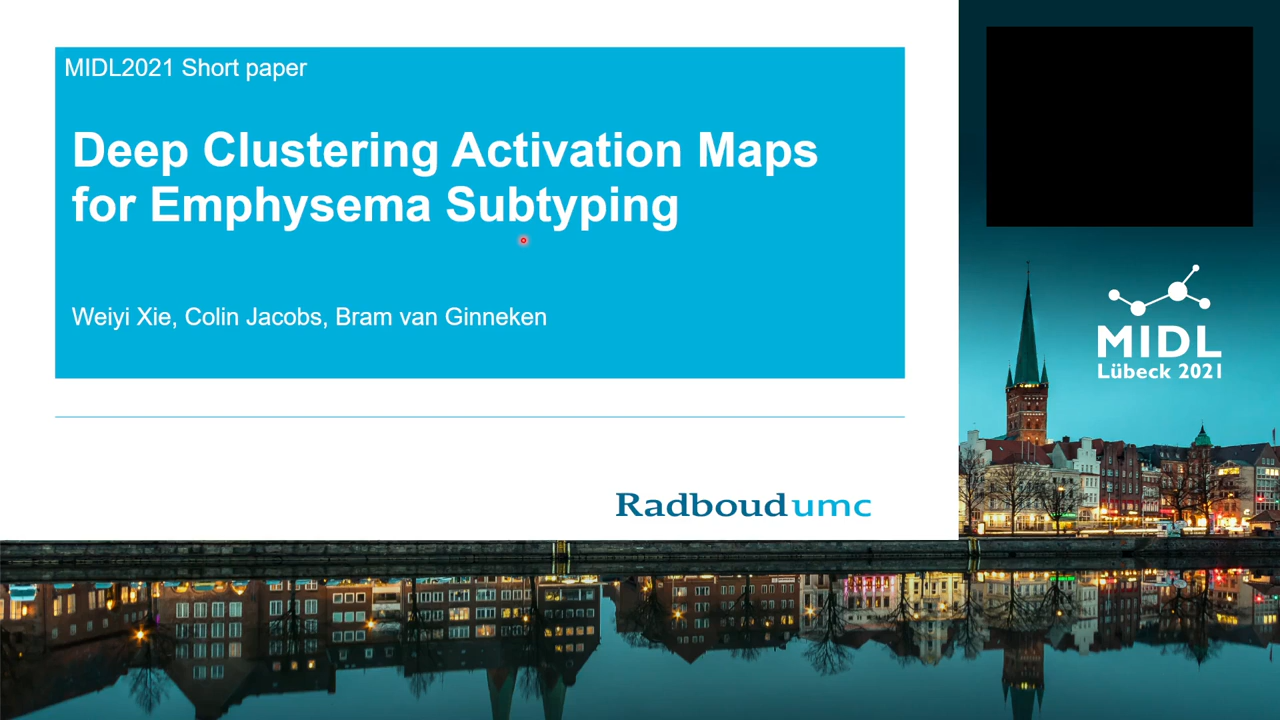 MIDL2021 Short paper
Deep Clustering Activation Maps
for Emphysema Subtyping
Weiyi Xie, Colin Jacobs, Bram van Ginneken
Radboudumc
MIDL
Lübeck 2021